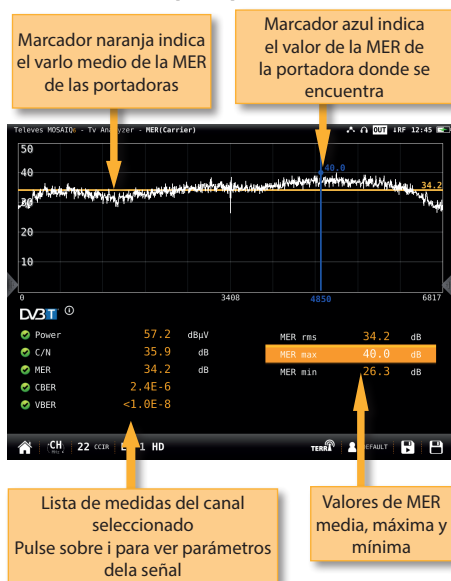 Marcador naranja indica
el varlo medio de la MER
de las portadoras
Marcador azul indica
el valor de la MER de
la portadora donde se
encuentra
Televes MOSAIQ6 - Tv Analyzer - MER(Carrier)
OUT RF 12:45
50
40
30
20
10
40.0
34.2
0 3408 4850 6817
DVB T i
Power 57.2 dBµV
C/N 35.9 dB
MER 34.2 dB
CBER 2.4E-6
VBER <1.0E-8
MER rms 34.2 dB
MER max 40.0 dB
MER min 26.3 dB
CH 22 CCIR 1 HD
TERR DEFAULT
Lista de medidas del canal
seleccionado
Pulse sobre i para ver parámetros
dela señal
Valores de MER
media, máxima y
mínima